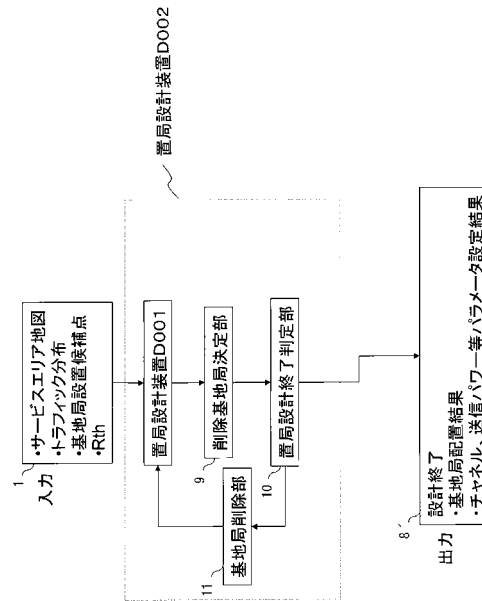 置局設計装置D002
1
入力
・サービスエリア地図
・トラフィック分布
・基地局設置候補点
・Rth
置局設計装置D001
削除基地局決定部
9
置局設計終了判定部
10
基地局削除部
11
8
出力
設計終了
・基地局配置結果
・チャネル、送信パワー等パラメータ設定結果